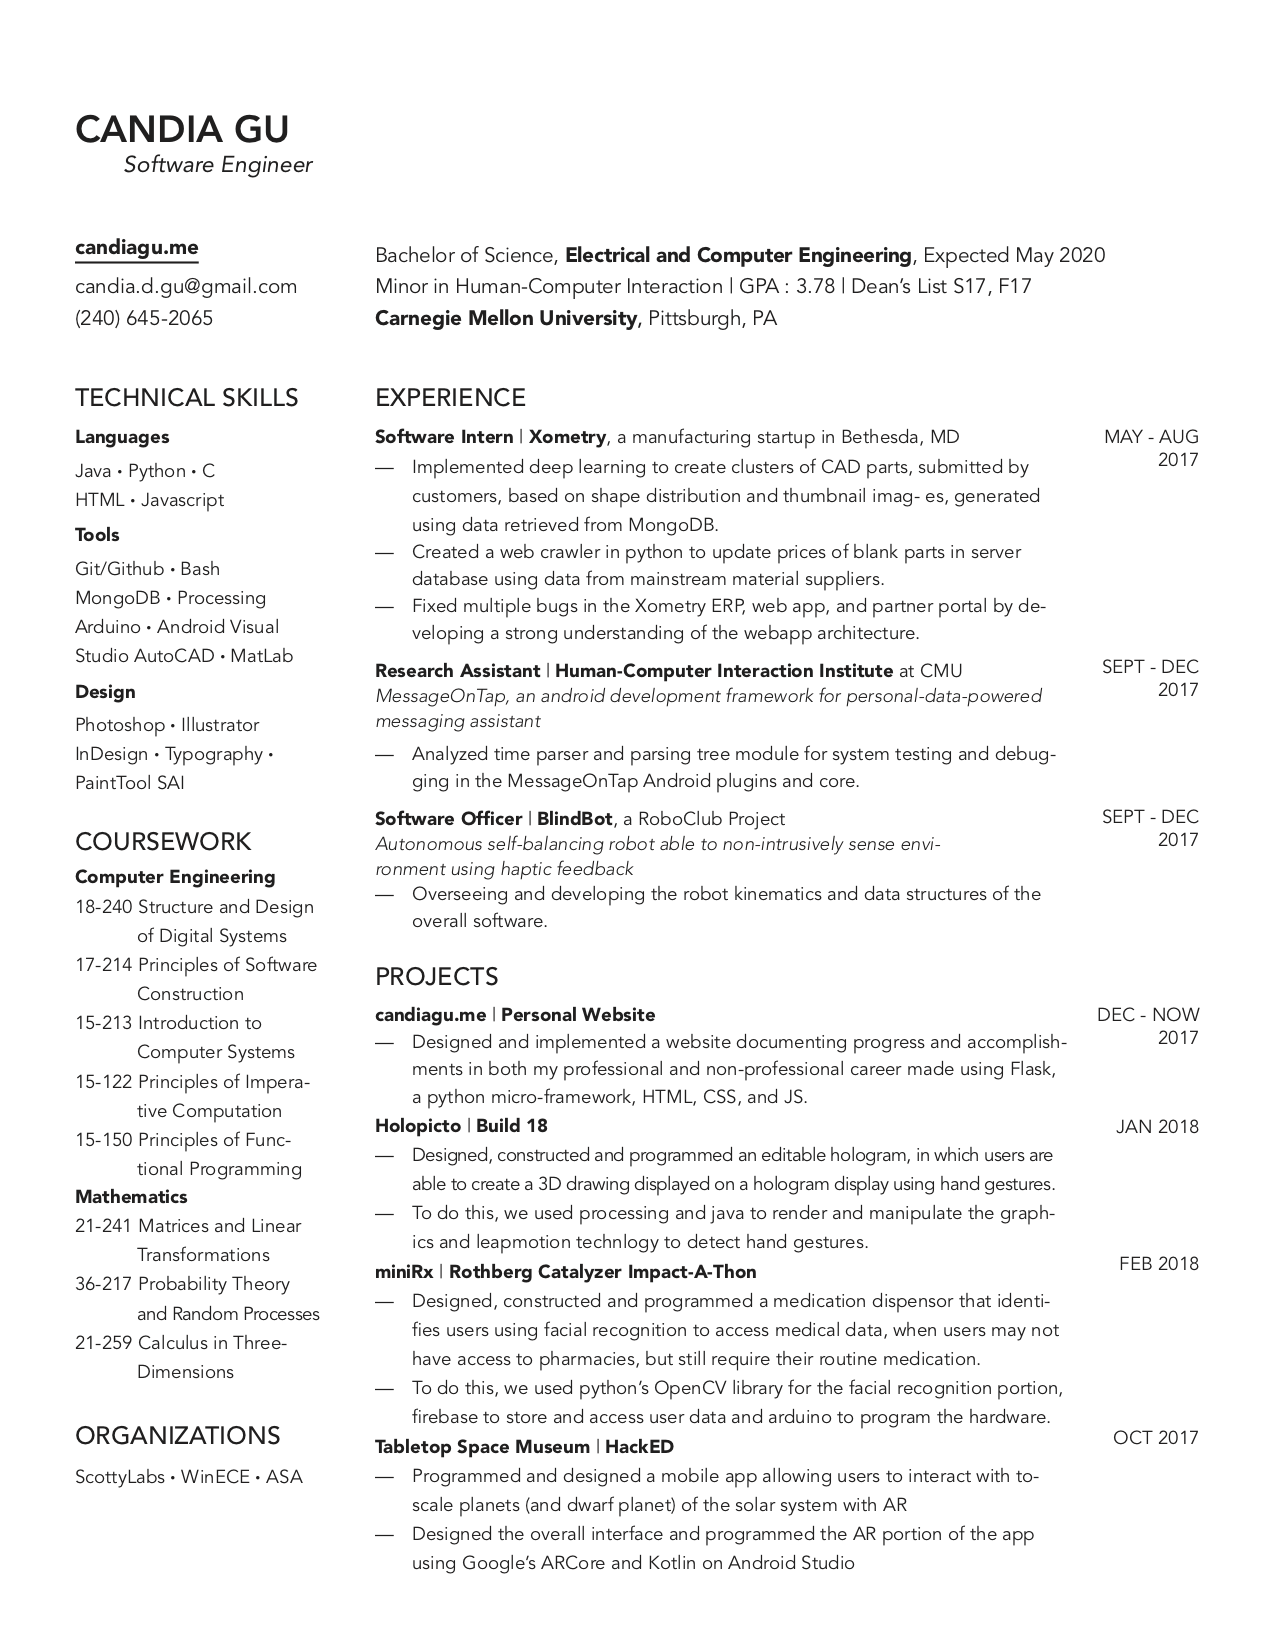 CANDIA GU
Software Engineer
candiagu.me
candia.d.gu@gmail.com
(240) 645-2065
Bachelor of Science, Electrical and Computer Engineering, Expected May 2020
Minor in Human-Computer Interaction | GPA : 3.78 | Dean’s List S17, F17
Carnegie Mellon University, Pittsburgh, PA
TECHNICAL SKILLS
Languages
Java • Python • C
HTML • Javascript
Tools
Git/Github • Bash
MongoDB • Processing
Arduino • Android Visual
Studio AutoCAD • MatLab
Design
Photoshop • Illustrator
InDesign • Typography •
PaintTool SAI
COURSEWORK
Computer Engineering
18-240 Structure and Design
of Digital Systems
17-214 Principles of Software
Construction
15-213 Introduction to
Computer Systems
15-122 Principles of Impera-
tive Computation
15-150 Principles of Func-
tional Programming
Mathematics
21-241 Matrices and Linear
Transformations
36-217 Probability Theory
and Random Processes
21-259 Calculus in Three-
Dimensions
ORGANIZATIONS
ScottyLabs • WinECE • ASA
EXPERIENCE
Software Intern | Xometry, a manufacturing startup in Bethesda, MD
MAY - AUG
2017
— Implemented deep learning to create clusters of CAD parts, submitted by
customers, based on shape distribution and thumbnail imag- es, generated
using data retrieved from MongoDB.
— Created a web crawler in python to update prices of blank parts in server
database using data from mainstream material suppliers.
— Fixed multiple bugs in the Xometry ERP, web app, and partner portal by de-
veloping a strong understanding of the webapp architecture.
Research Assistant | Human-Computer Interaction Institute at CMU
SEPT - DEC
2017
MessageOnTap, an android development framework for personal-data-powered
messaging assistant
— Analyzed time parser and parsing tree module for system testing and debug-
ging in the MessageOnTap Android plugins and core.
Software Officer | BlindBot, a RoboClub Project
SEPT - DEC
2017
Autonomous self-balancing robot able to non-intrusively sense envi-
ronment using haptic feedback
— Overseeing and developing the robot kinematics and data structures of the
overall software.
PROJECTS
candiagu.me | Personal Website
DEC - NOW
2017
— Designed and implemented a website documenting progress and accomplish-
ments in both my professional and non-professional career made using Flask,
a python micro-framework, HTML, CSS, and JS.
Holopicto | Build 18
JAN 2018
— Designed, constructed and programmed an editable hologram, in which users are
able to create a 3D drawing displayed on a hologram display using hand gestures.
— To do this, we used processing and java to render and manipulate the graph-
ics and leapmotion technlogy to detect hand gestures.
miniRx | Rothberg Catalyzer Impact-A-Thon
FEB 2018
— Designed, constructed and programmed a medication dispensor that identi-
fies users using facial recognition to access medical data, when users may not
have access to pharmacies, but still require their routine medication.
— To do this, we used python’s OpenCV library for the facial recognition portion,
firebase to store and access user data and arduino to program the hardware.
Tabletop Space Museum | HackED
OCT 2017
— Programmed and designed a mobile app allowing users to interact with to-
scale planets (and dwarf planet) of the solar system with AR
— Designed the overall interface and programmed the AR portion of the app
using Google’s ARCore and Kotlin on Android Studio